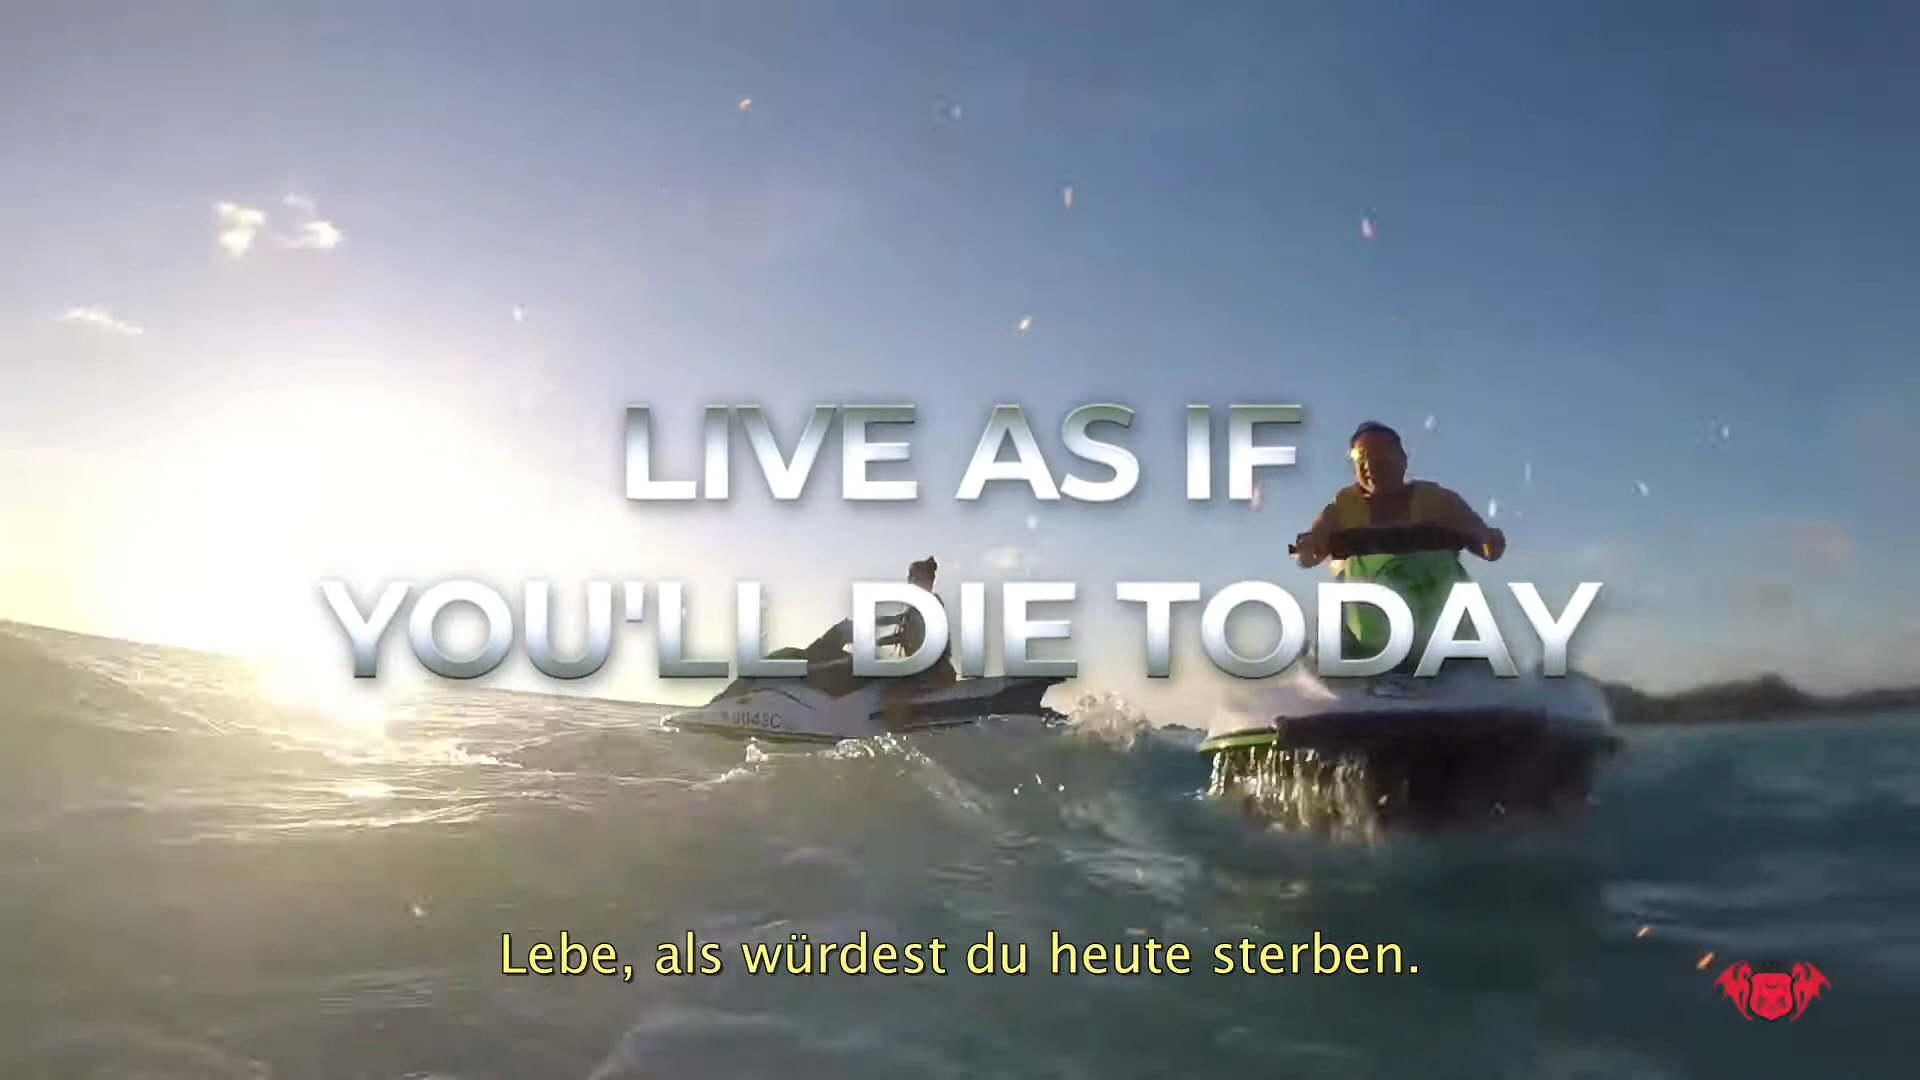 LIVE AS IF
YOU'LL DIE TODAY
Lebe, als würdest du heute sterben.